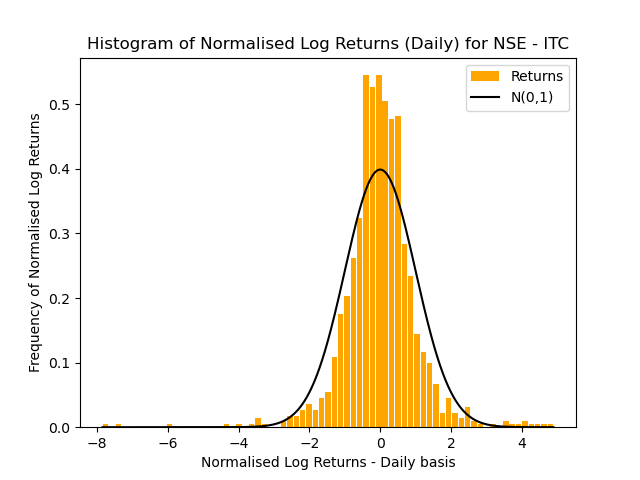 Histogram of Normalised Log Returns (Daily) for NSE - ITC
Returns
N(0,1)
Frequency of Normalised Log Returns
0.5
0.4
0.3
0.2
0.1
0.0
−8 −6 −4 −2 0 2 4
Normalised Log Returns - Daily basis